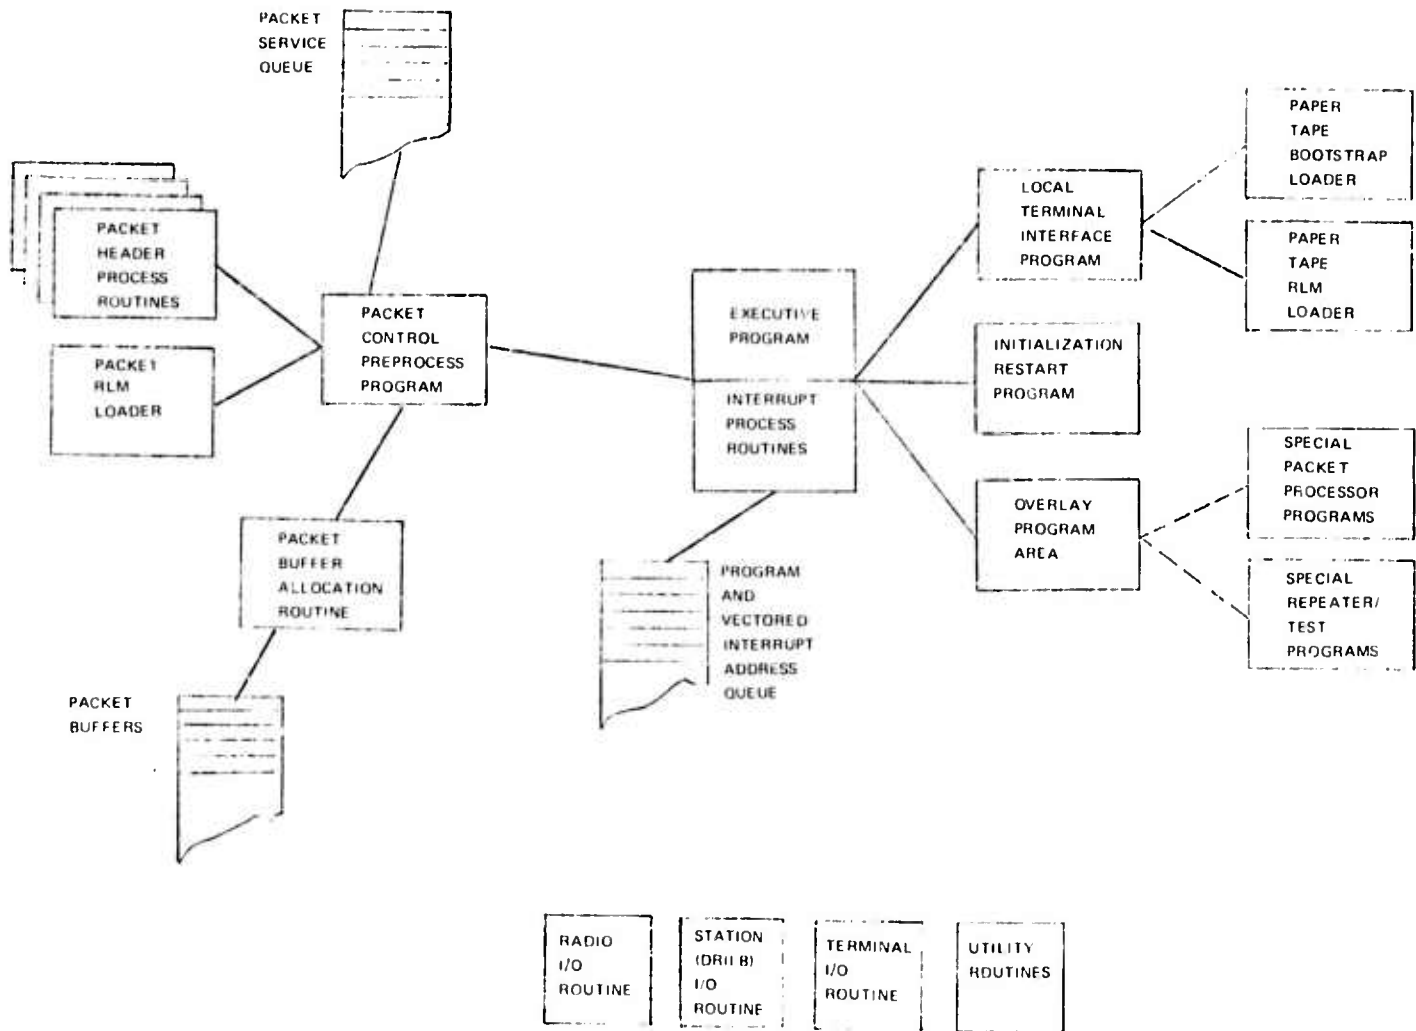 PACKET
SERVICE
QUEUE
PACKET
HEADER
PROCESS
ROUTINES
PACKET
RLM
LOADER
PACKET
CONTROL
PREPROCESS
PROGRAM
PACKET
BUFFER
ALLOCATION
ROUTINE
PACKET
BUFFERS
EXECUTIVE
PROGRAM
INTERRUPT
PROCESS
ROUTINES
PROGRAM
AND
VECTORED
INTERRUPT
ADDRESS
QUEUE
LOCAL
TERMINAL
INTERFACE
PROGRAM
INITIALIZATION
RESTART
PROGRAM
OVERLAY
PROGRAM
AREA
PAPER
TAPE
BOOTSTRAP
LOADER
PAPER
TAPE
RLM
LOADER
SPECIAL
PACKET
PROCESSOR
PROGRAMS
SPECIAL
REPEATER/
TEST
PROGRAMS
RADIO
I/O
ROUTINE
STATION
I/O
ROUTINE
TERMINAL
I/O
ROUTINE
UTILITY
ROUTINES